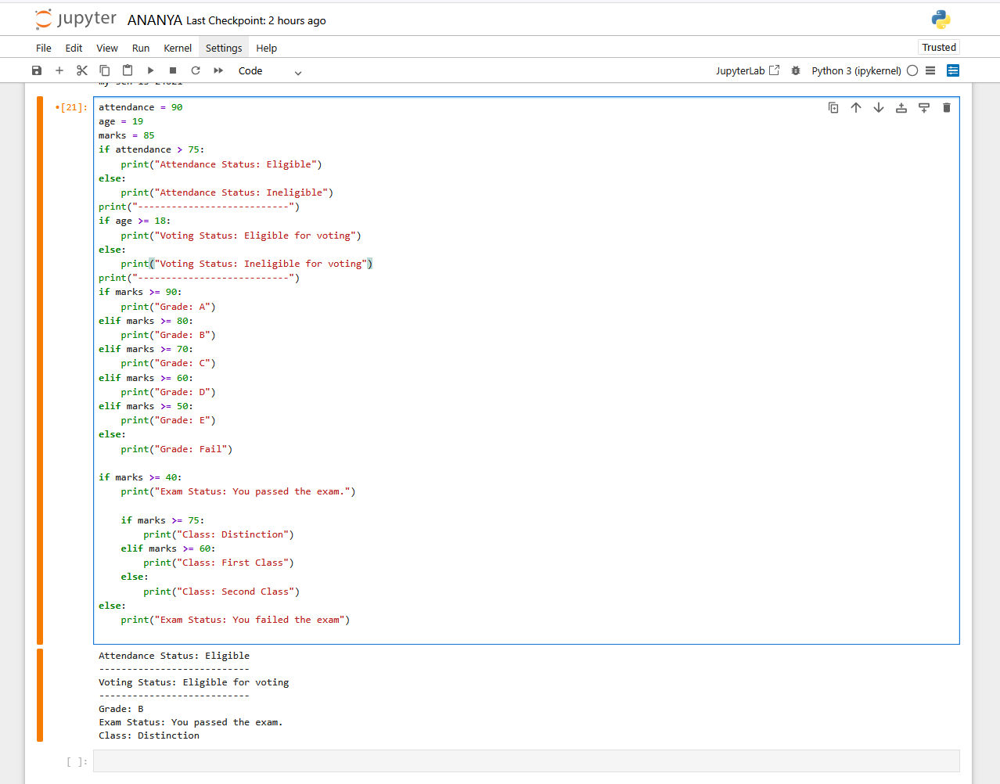 jupyter ANANYA Last Checkpoint: 2 hours ago
File Edit View Run Kernel Settings Help Trusted
Code JupyterLab Python 3 (ipykernel)
•[21]:
attendance = 90
age = 19
marks = 85
if attendance > 75:
    print("Attendance Status: Eligible")
else:
    print("Attendance Status: Ineligible")
print("---------------------------")
if age >= 18:
    print("Voting Status: Eligible for voting")
else:
    print("Voting Status: Ineligible for voting")
print("---------------------------")
if marks >= 90:
    print("Grade: A")
elif marks >= 80:
    print("Grade: B")
elif marks >= 70:
    print("Grade: C")
elif marks >= 60:
    print("Grade: D")
elif marks >= 50:
    print("Grade: E")
else:
    print("Grade: Fail")

if marks >= 40:
    print("Exam Status: You passed the exam.")

    if marks >= 75:
        print("Class: Distinction")
    elif marks >= 60:
        print("Class: First Class")
    else:
        print("Class: Second Class")
else:
    print("Exam Status: You failed the exam")

Attendance Status: Eligible
---------------------------
Voting Status: Eligible for voting
---------------------------
Grade: B
Exam Status: You passed the exam.
Class: Distinction
[ ]: